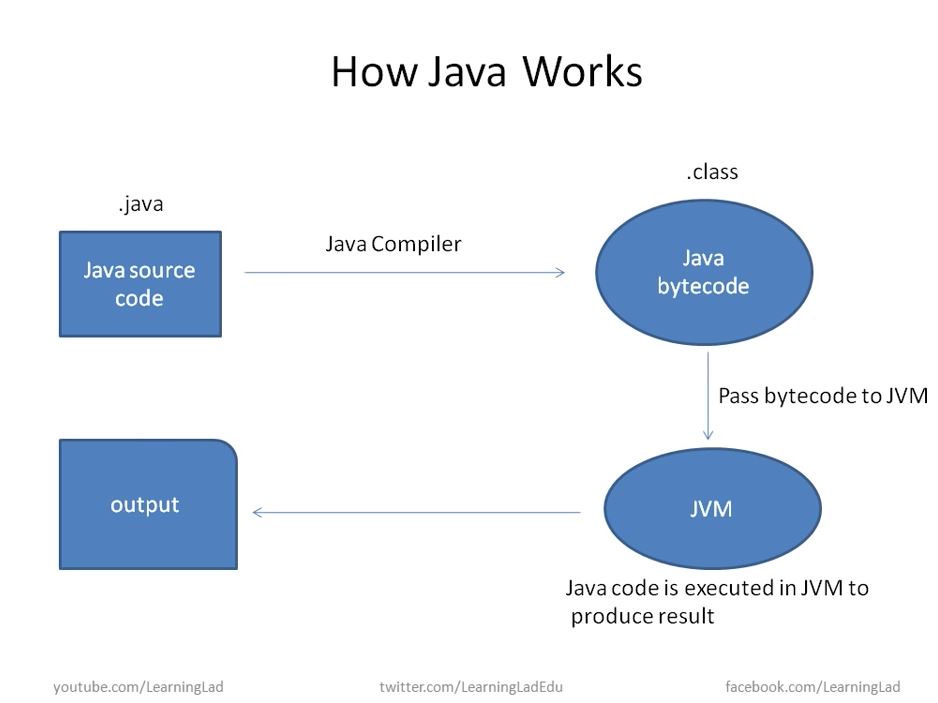 How Java Works
.class
.java
Java Compiler
Java source
code
Java
bytecode
Pass bytecode to JVM
output
JVM
Java code is executed in JVM to
produce result
youtube.com/LearningLad
twitter.com/LearningLadEdu
facebook.com/LearningLad